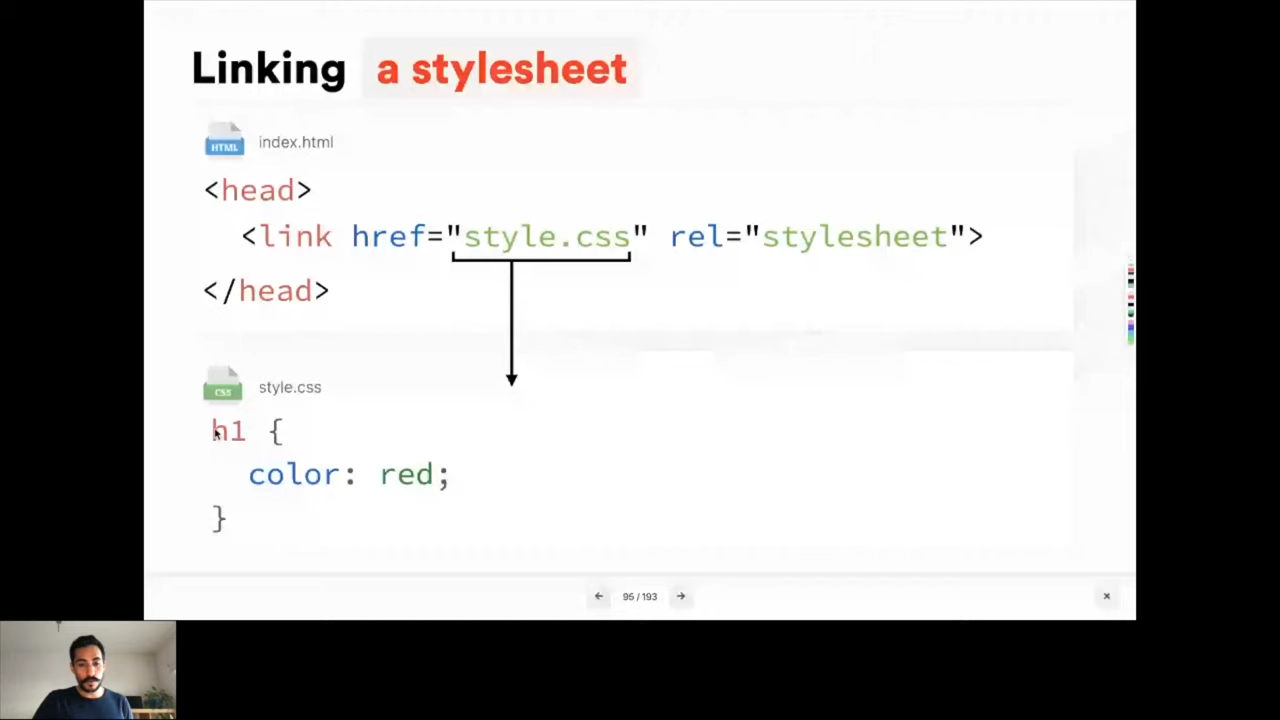 Linking a stylesheet
HTML
index.html
<head>
<link href="style.css" rel="stylesheet">
</head>
CSS
style.css
h1 {
color: red;
}
95 / 193